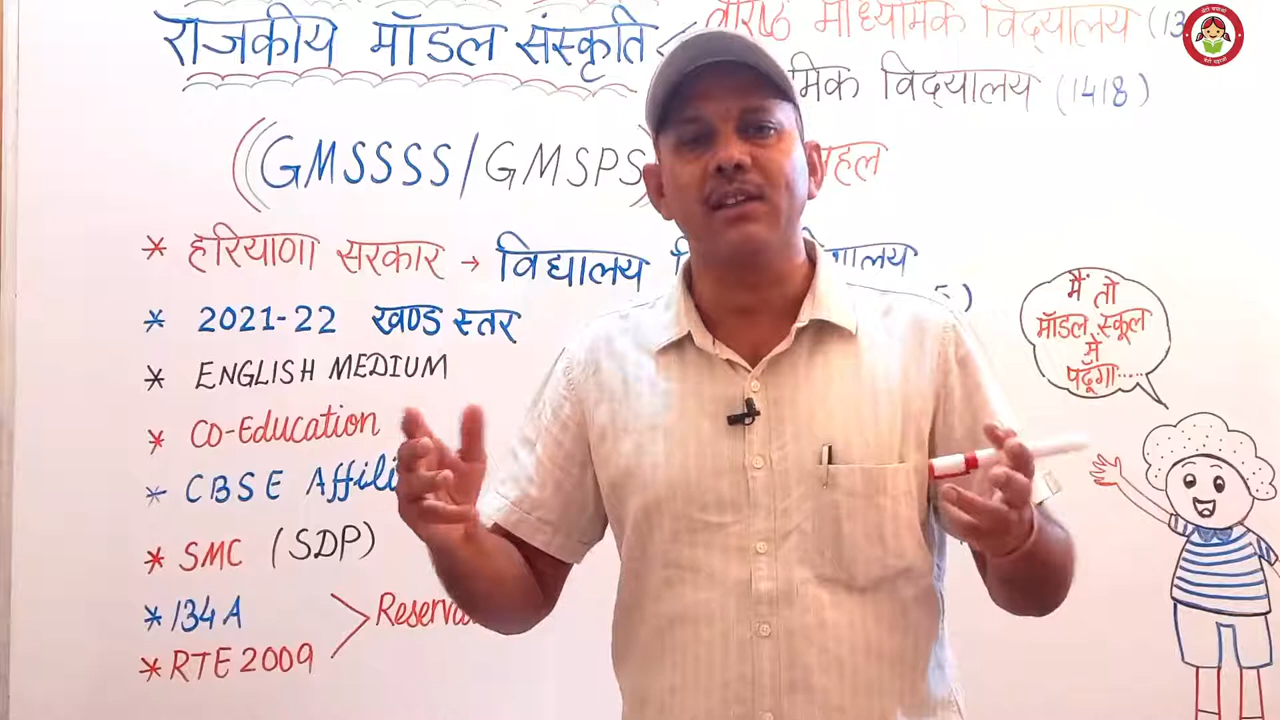 राजकीय मॉडल संस्कृति
माध्यमिक विद्यालय (13
मिक विद्यालय (1418)
((GMSSSS/GMSPS)
पहल
* हरियाणा सरकार → विद्यालय
* 2021-22 खण्ड स्तर
* ENGLISH MEDIUM
* CO-Education
* CBSE Affili
* SMC (SDP)
* 134 A
* RTE 2009
Reserva
मैं तो
मॉडल स्कूल
में
पढूंगा.....